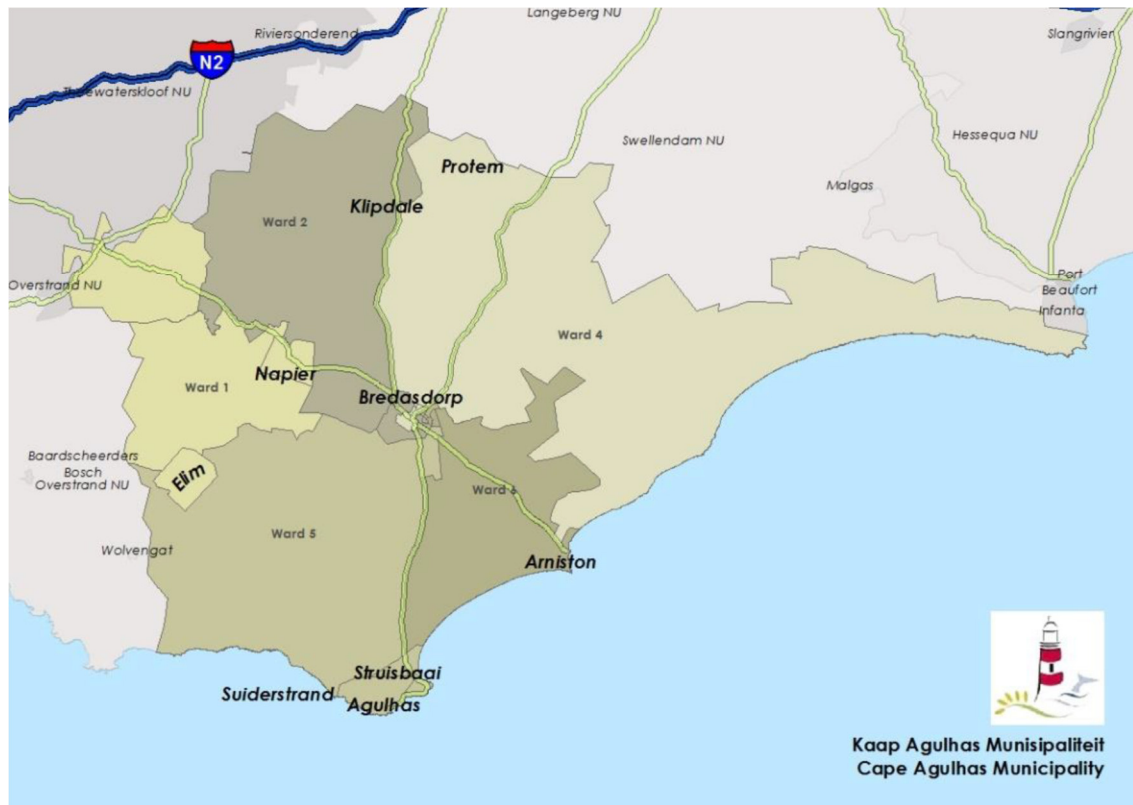 Langeberg NU
Riviersonderend
Slangrivier
N2
Theewaterskloof NU
Swellendam NU
Hessequa NU
Protem
Malgas
Klipdale
Ward 2
Port
Beaufort
Overstrand NU
Infanta
Ward 4
Napier
Ward 1
Bredasdorp
Baardscheerders
Bosch
Overstrand NU
Elim
Ward 6
Ward 5
Wolvengat
Arniston
Struisbaai
Suiderstrand
Agulhas
Kaap Agulhas Munisipaliteit
Cape Agulhas Municipality